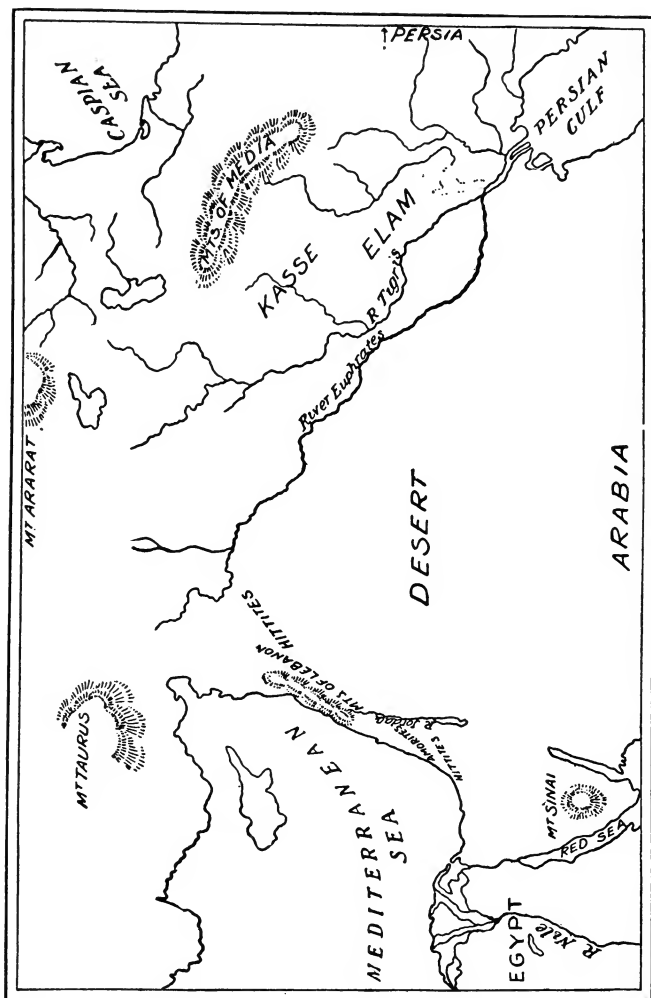 MT TAURUS
MT ARARAT
CASPIAN
SEA
MTS. OF MEDIA
HITTITES
MTS OF LEBANON
KASSE
MEDITERRANEAN
SEA
River Euphrates
R Tugris
ELAM
PERSIA
R Jordan
AMORITES
HITTITES
DESERT
EGYPT
R. Nile
RED SEA
MT SINAI
ARABIA
PERSIAN
GULF